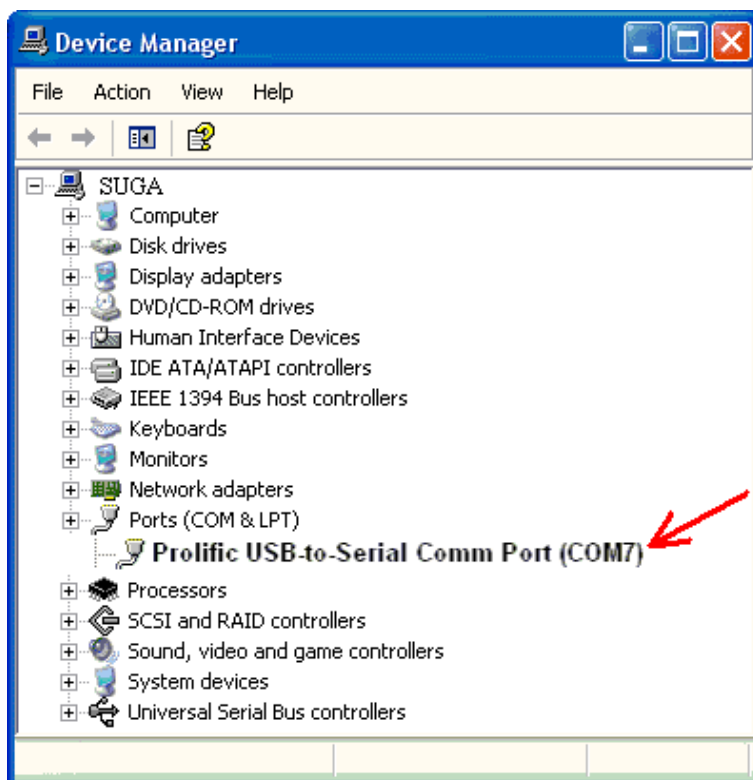 Device Manager
File Action View Help
SUGA
Computer
Disk drives
Display adapters
DVD/CD-ROM drives
Human Interface Devices
IDE ATA/ATAPI controllers
IEEE 1394 Bus host controllers
Keyboards
Monitors
Network adapters
Ports (COM & LPT)
Prolific USB-to-Serial Comm Port (COM7)
Processors
SCSI and RAID controllers
Sound, video and game controllers
System devices
Universal Serial Bus controllers